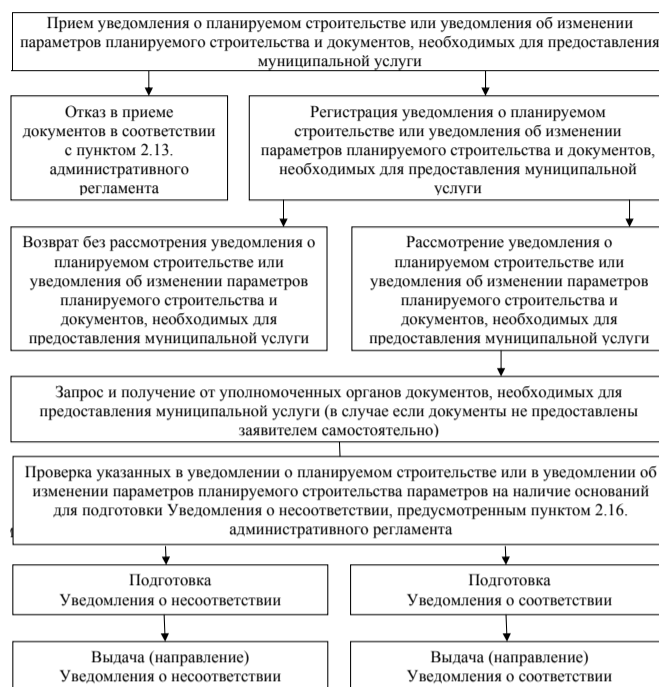 Прием уведомления о планируемом строительстве или уведомления об изменении
параметров планируемого строительства и документов, необходимых для предоставления
муниципальной услуги
Отказ в приеме
документов в соответствии
с пунктом 2.13.
административного
регламента
Регистрация уведомления о планируемом
строительстве или уведомления об изменении
параметров планируемого строительства и документов,
необходимых для предоставления муниципальной
услуги
Возврат без рассмотрения уведомления о
планируемом строительстве или
уведомления об изменении параметров
планируемого строительства и
документов, необходимых для
предоставления муниципальной услуги
Рассмотрение уведомления о
планируемом строительстве или
уведомления об изменении параметров
планируемого строительства и
документов, необходимых для
предоставления муниципальной услуги
Запрос и получение от уполномоченных органов документов, необходимых для
предоставления муниципальной услуги (в случае если документы не предоставлены
заявителем самостоятельно)
Проверка указанных в уведомлении о планируемом строительстве или в уведомлении об
изменении параметров планируемого строительства параметров на наличие оснований
для подготовки Уведомления о несоответствии, предусмотренным пунктом 2.16.
административного регламента
Подготовка
Уведомления о несоответствии
Подготовка
Уведомления о соответствии
Выдача (направление)
Уведомления о несоответствии
Выдача (направление)
Уведомления о соответствии